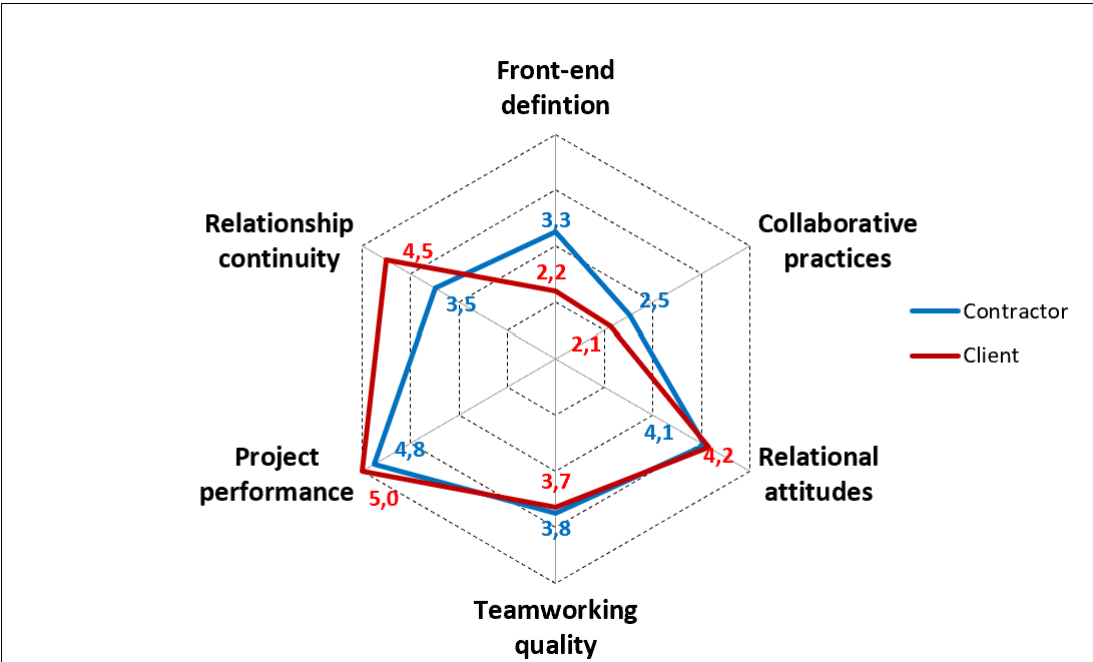 Front-end
defintion
3,3
Relationship
continuity
4,5
Collaborative
practices
2,2
3,5
2,5
Contractor
2,1
Client
4,1
4,8
4,2
Project
performance
Relational
attitudes
3,7
5,0
3,8
Teamworking
quality